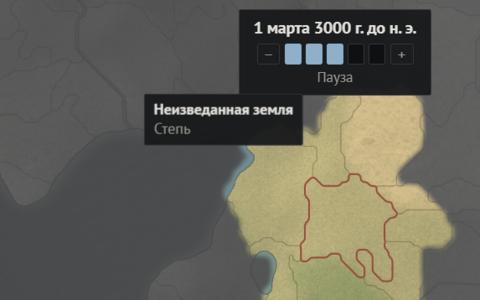 1 марта 3000 г. до н. э.
− +
Пауза
Неизведанная земля
Степь